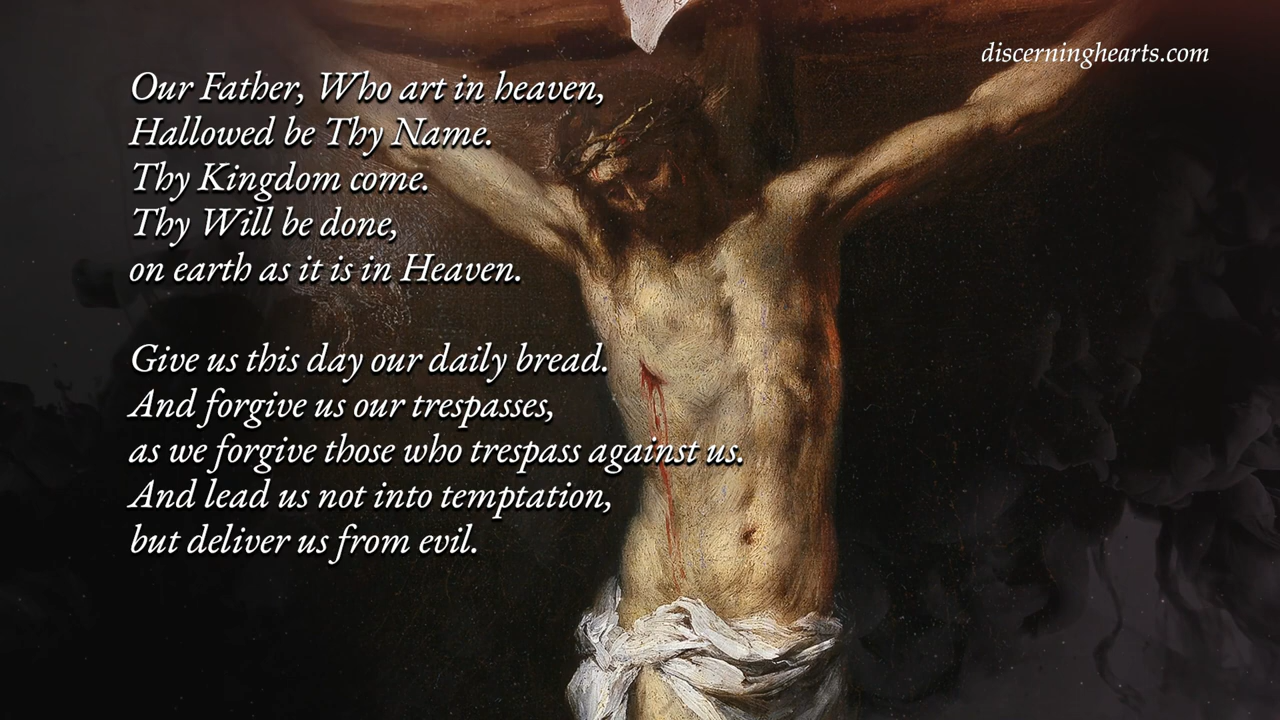 discerninghearts.com
Our Father, Who art in heaven,
Hallowed be Thy Name.
Thy Kingdom come.
Thy Will be done,
on earth as it is in Heaven.
Give us this day our daily bread.
And forgive us our trespasses,
as we forgive those who trespass against us.
And lead us not into temptation,
but deliver us from evil.